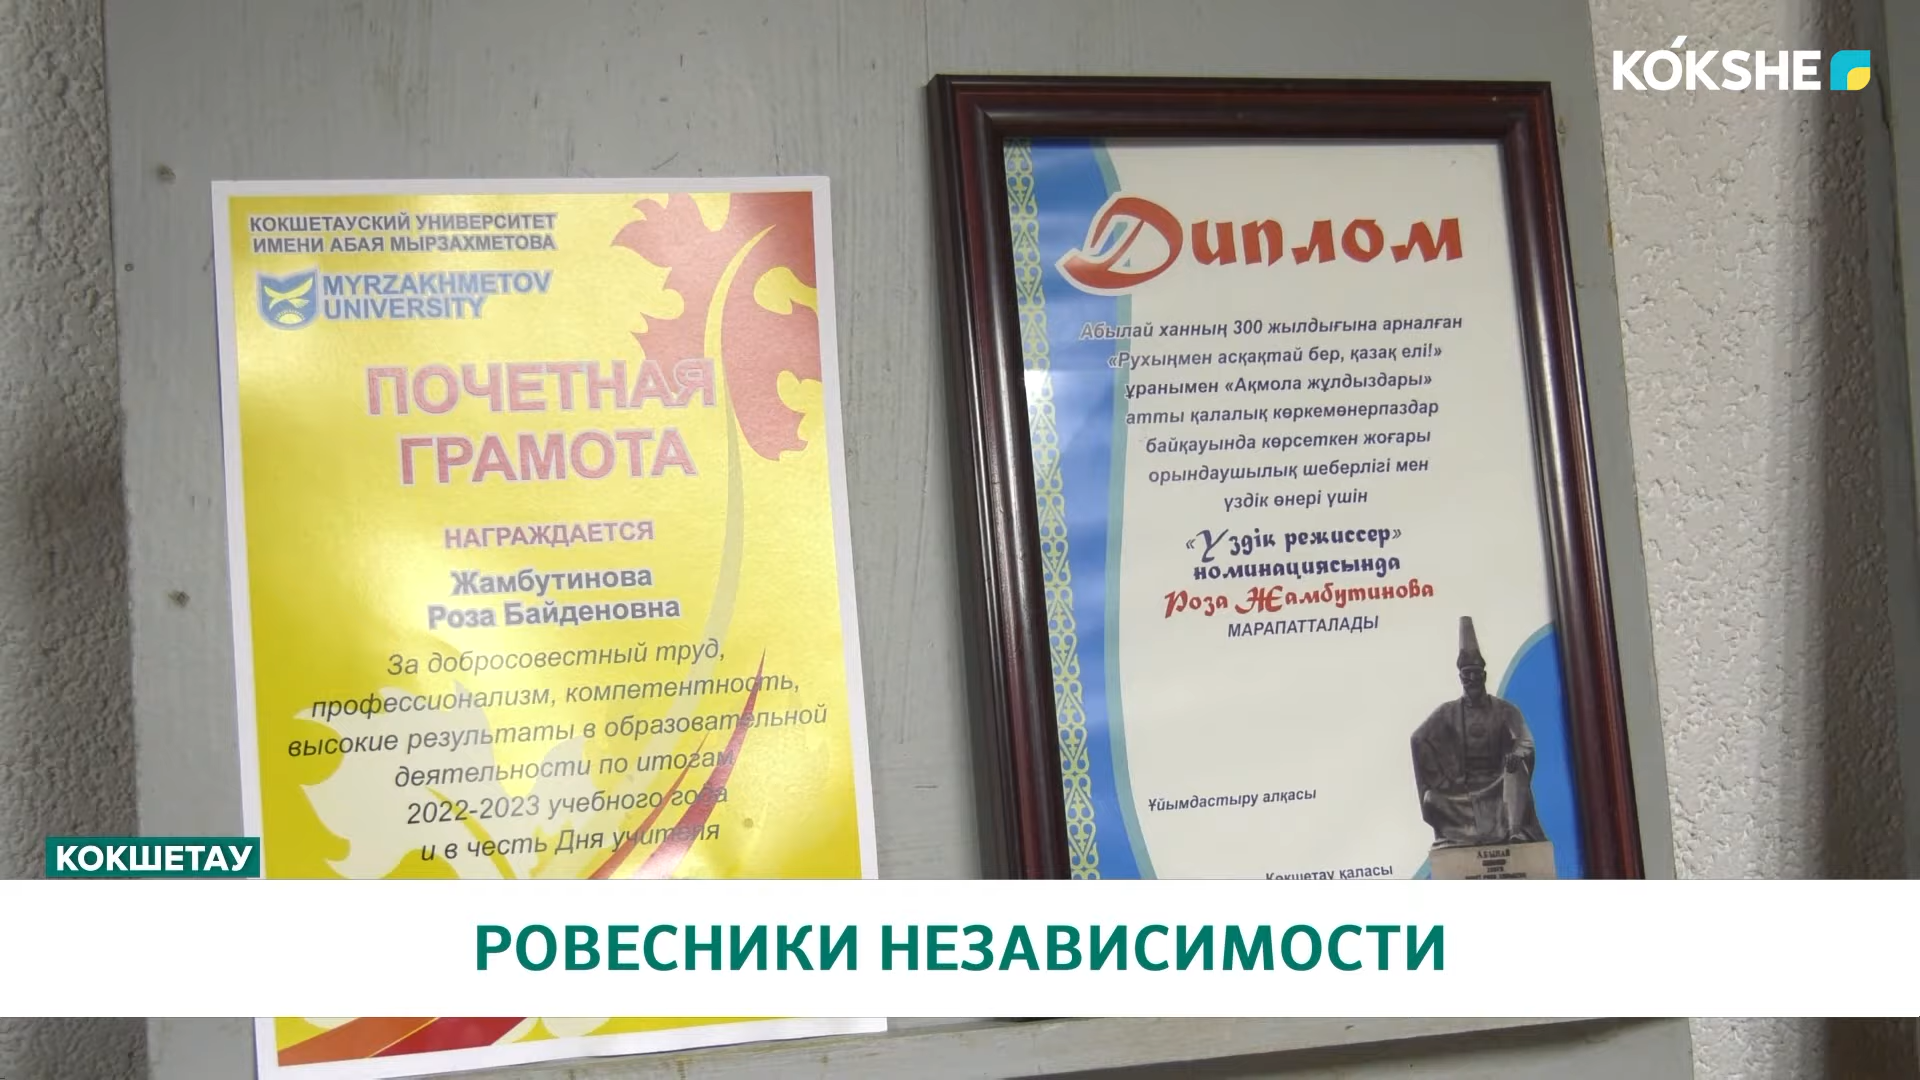 KÓKSHE
КОКШЕТАУСКИЙ УНИВЕРСИТЕТ
ИМЕНИ АБАЯ МЫРЗАХМЕТОВА
MYRZAKHMETOV
UNIVERSITY
ПОЧЕТНАЯ
ГРАМОТА
НАГРАЖДАЕТСЯ
Жамбутинова
Роза Байденовна
За добросовестный труд,
профессионализм, компетентность,
высокие результаты в образовательной
деятельности по итогам
2022-2023 учебного года
и в честь Дня учителя
Диплом
Абылай ханның 300 жылдығына арналған
«Рухыңмен асқақтай бер, қазақ елі!»
ұранымен «Ақмола жұлдыздары»
атты қалалық көркемөнерпаздар
байқауында көрсеткен жоғары
орындаушылық шеберлігі мен
үздік өнері үшін
«Үздік режиссер»
номинациясында
Роза Жамбутинова
МАРАПАТТАЛАДЫ
Ұйымдастыру алқасы
Көкшетау қаласы
АБЫЛАЙ
КОКШЕТАУ
РОВЕСНИКИ НЕЗАВИСИМОСТИ